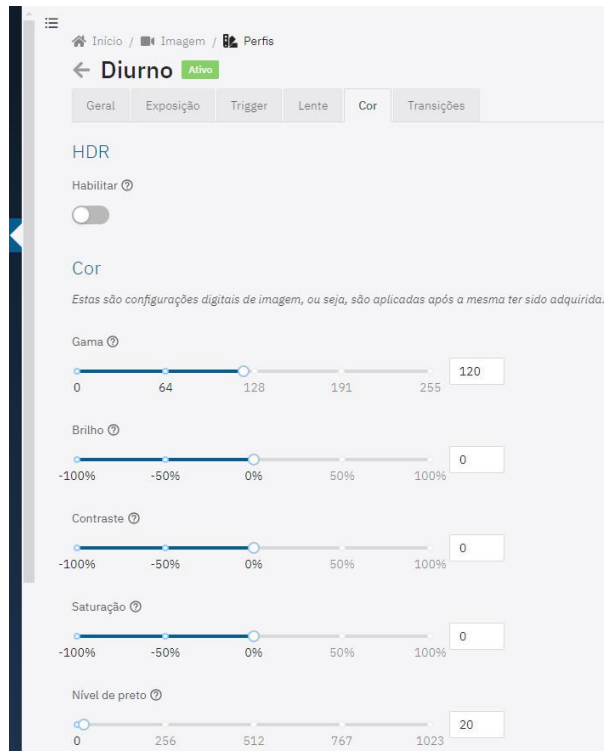 Início / Imagem / Perfis
← Diurno Ativo
Geral Exposição Trigger Lente Cor Transições
HDR
Habilitar ?
Cor
Estas são configurações digitais de imagem, ou seja, são aplicadas após a mesma ter sido adquirida.
Gama ?
120
0 64 128 191 255
Brilho ?
0
-100% -50% 0% 50% 100%
Contraste ?
0
-100% -50% 0% 50% 100%
Saturação ?
0
-100% -50% 0% 50% 100%
Nível de preto ?
20
0 256 512 767 1023